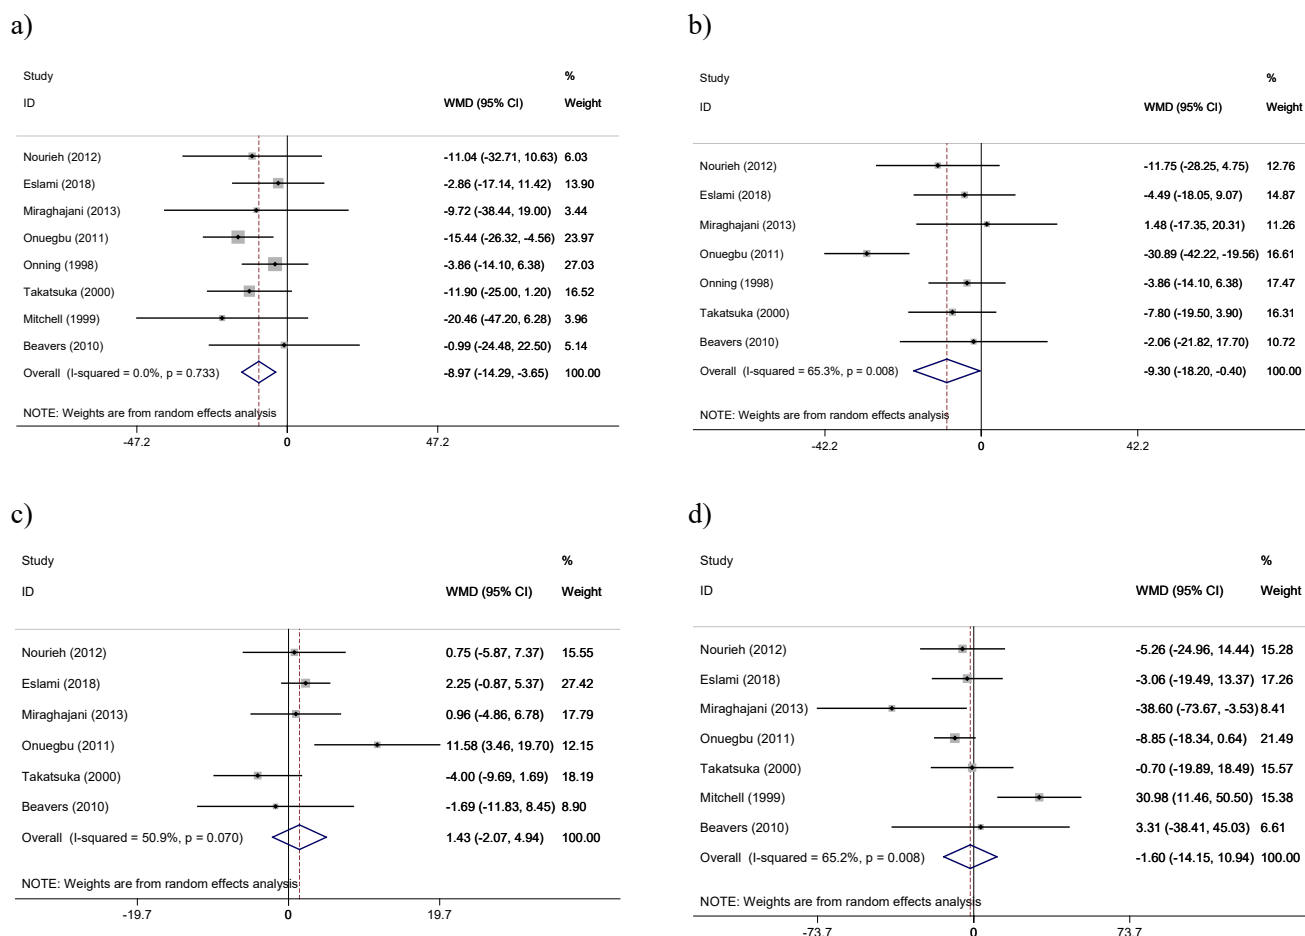 a)
Study %
ID WMD (95% CI) Weight
Nourieh (2012) -11.04 (-32.71, 10.63) 6.03
Eslami (2018) -2.86 (-17.14, 11.42) 13.90
Miraghajani (2013) -9.72 (-38.44, 19.00) 3.44
Onuegbu (2011) -15.44 (-26.32, -4.56) 23.97
Onning (1998) -3.86 (-14.10, 6.38) 27.03
Takatsuka (2000) -11.90 (-25.00, 1.20) 16.52
Mitchell (1999) -20.46 (-47.20, 6.28) 3.96
Beavers (2010) -0.99 (-24.48, 22.50) 5.14
Overall (I-squared = 0.0%, p = 0.733) -8.97 (-14.29, -3.65) 100.00
NOTE: Weights are from random effects analysis
-47.2 0 47.2
b)
Study %
ID WMD (95% CI) Weight
Nourieh (2012) -11.75 (-28.25, 4.75) 12.76
Eslami (2018) -4.49 (-18.05, 9.07) 14.87
Miraghajani (2013) 1.48 (-17.35, 20.31) 11.26
Onuegbu (2011) -30.89 (-42.22, -19.56) 16.61
Onning (1998) -3.86 (-14.10, 6.38) 17.47
Takatsuka (2000) -7.80 (-19.50, 3.90) 16.31
Beavers (2010) -2.06 (-21.82, 17.70) 10.72
Overall (I-squared = 65.3%, p = 0.008) -9.30 (-18.20, -0.40) 100.00
NOTE: Weights are from random effects analysis
-42.2 0 42.2
c)
Study %
ID WMD (95% CI) Weight
Nourieh (2012) 0.75 (-5.87, 7.37) 15.55
Eslami (2018) 2.25 (-0.87, 5.37) 27.42
Miraghajani (2013) 0.96 (-4.86, 6.78) 17.79
Onuegbu (2011) 11.58 (3.46, 19.70) 12.15
Takatsuka (2000) -4.00 (-9.69, 1.69) 18.19
Beavers (2010) -1.69 (-11.83, 8.45) 8.90
Overall (I-squared = 50.9%, p = 0.070) 1.43 (-2.07, 4.94) 100.00
NOTE: Weights are from random effects analysis
-19.7 0 19.7
d)
Study %
ID WMD (95% CI) Weight
Nourieh (2012) -5.26 (-24.96, 14.44) 15.28
Eslami (2018) -3.06 (-19.49, 13.37) 17.26
Miraghajani (2013) -38.60 (-73.67, -3.53) 8.41
Onuegbu (2011) -8.85 (-18.34, 0.64) 21.49
Takatsuka (2000) -0.70 (-19.89, 18.49) 15.57
Mitchell (1999) 30.98 (11.46, 50.50) 15.38
Beavers (2010) 3.31 (-38.41, 45.03) 6.61
Overall (I-squared = 65.2%, p = 0.008) -1.60 (-14.15, 10.94) 100.00
NOTE: Weights are from random effects analysis
-73.7 0 73.7